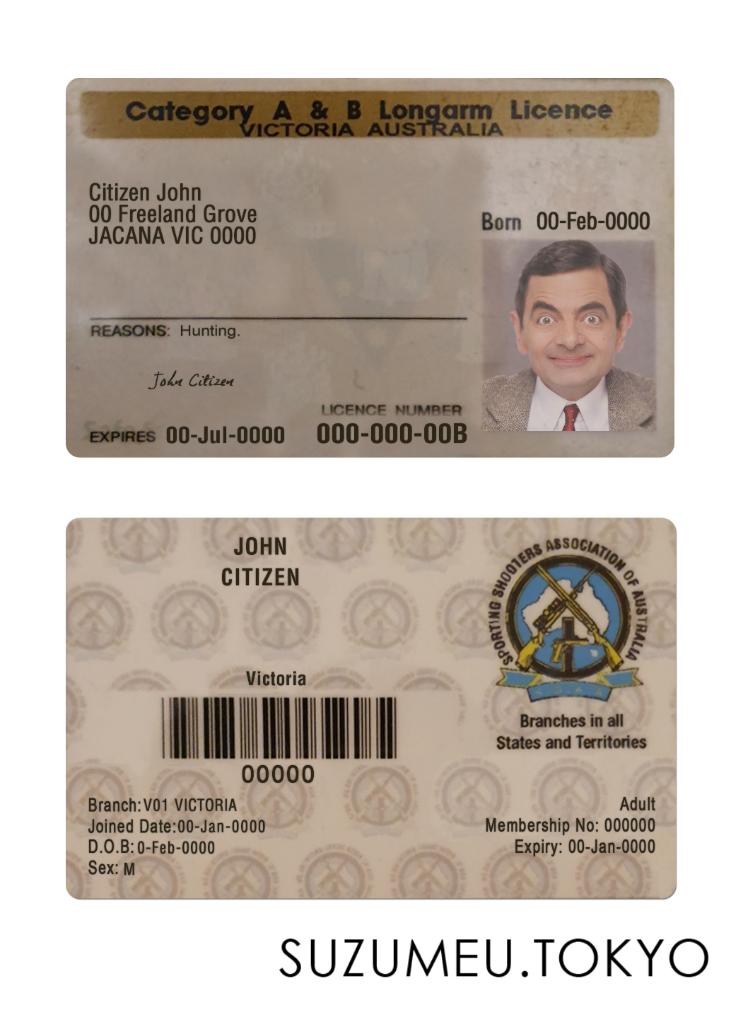 Category A & B Longarm Licence
VICTORIA AUSTRALIA
Citizen John
00 Freeland Grove
JACANA VIC 0000
Born 00-Feb-0000
REASONS: Hunting.
John Citizen
LICENCE NUMBER
EXPIRES 00-Jul-0000 000-000-00B
JOHN
CITIZEN
SPORTING SHOOTERS ASSOCIATION OF AUSTRALIA
Victoria
Branches in all
States and Territories
00000
Branch:V01 VICTORIA
Joined Date:00-Jan-0000
D.O.B:0-Feb-0000
Sex: M
Adult
Membership No: 000000
Expiry: 00-Jan-0000
SUZUMEU.TOKYO